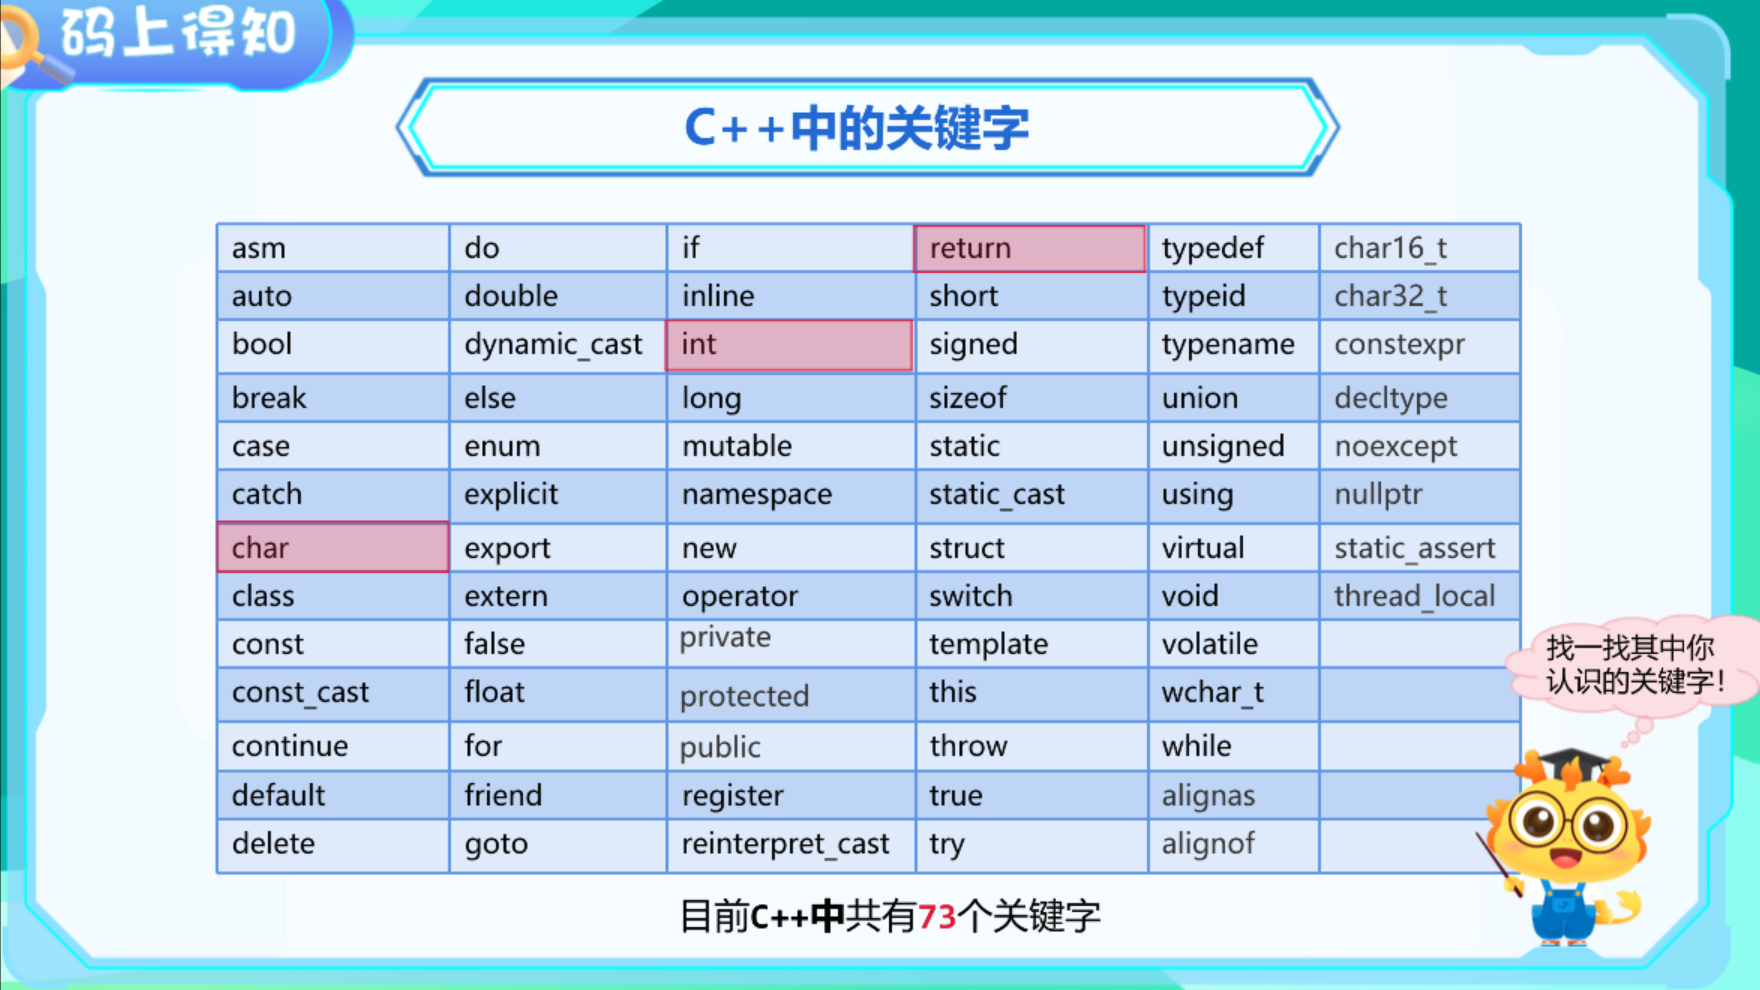 码上得知
C++中的关键字
asm do if return typedef char16_t
auto double inline short typeid char32_t
bool dynamic_cast int signed typename constexpr
break else long sizeof union decltype
case enum mutable static unsigned noexcept
catch explicit namespace static_cast using nullptr
char export new struct virtual static_assert
class extern operator switch void thread_local
const false private template volatile
const_cast float protected this wchar_t
continue for public throw while
default friend register true alignas
delete goto reinterpret_cast try alignof
找一找其中你
认识的关键字!
目前C++中共有73个关键字